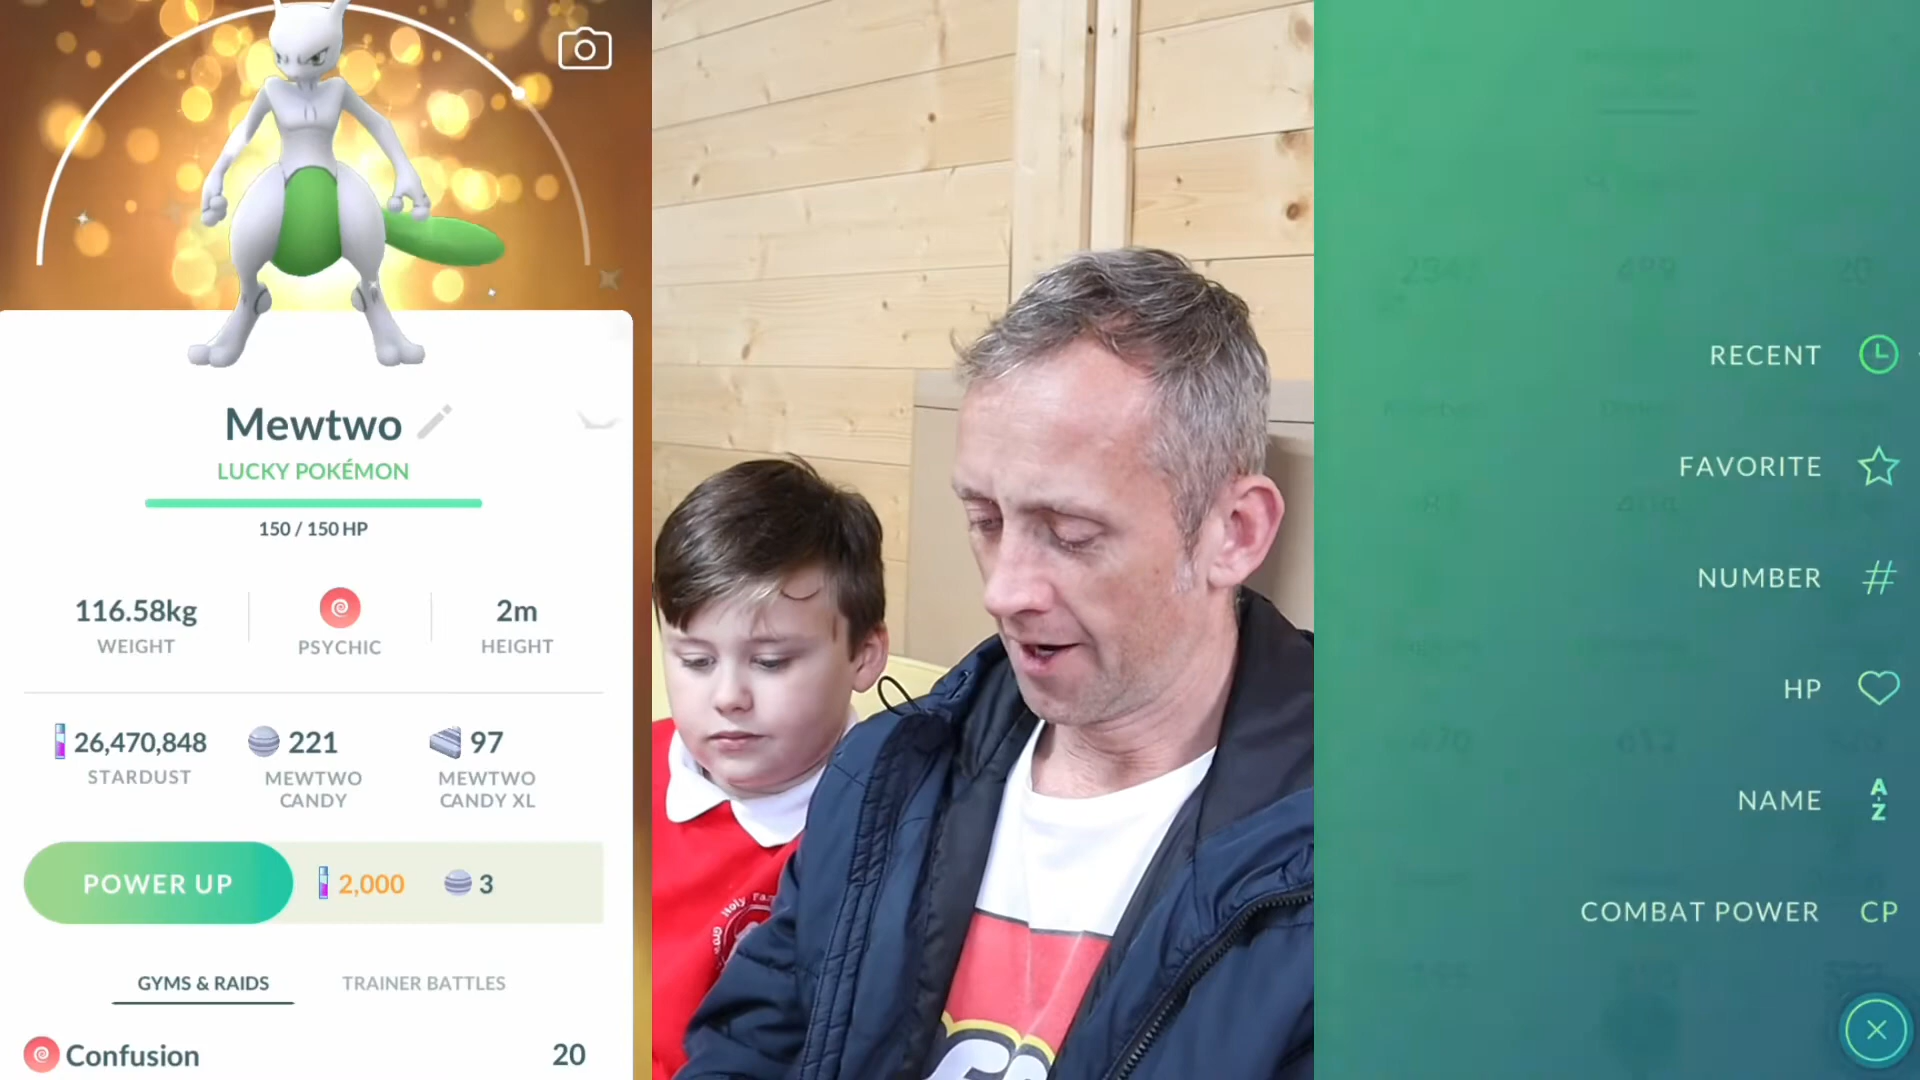 Mewtwo
LUCKY POKÉMON
150 / 150 HP
116.58kg
WEIGHT
PSYCHIC
2m
HEIGHT
26,470,848
STARDUST
221
MEWTWO
CANDY
97
MEWTWO
CANDY XL
POWER UP
2,000
3
GYMS & RAIDS
TRAINER BATTLES
Confusion
20
Holy
RECENT
FAVORITE
NUMBER
#
HP
NAME
A
Z
COMBAT POWER
CP